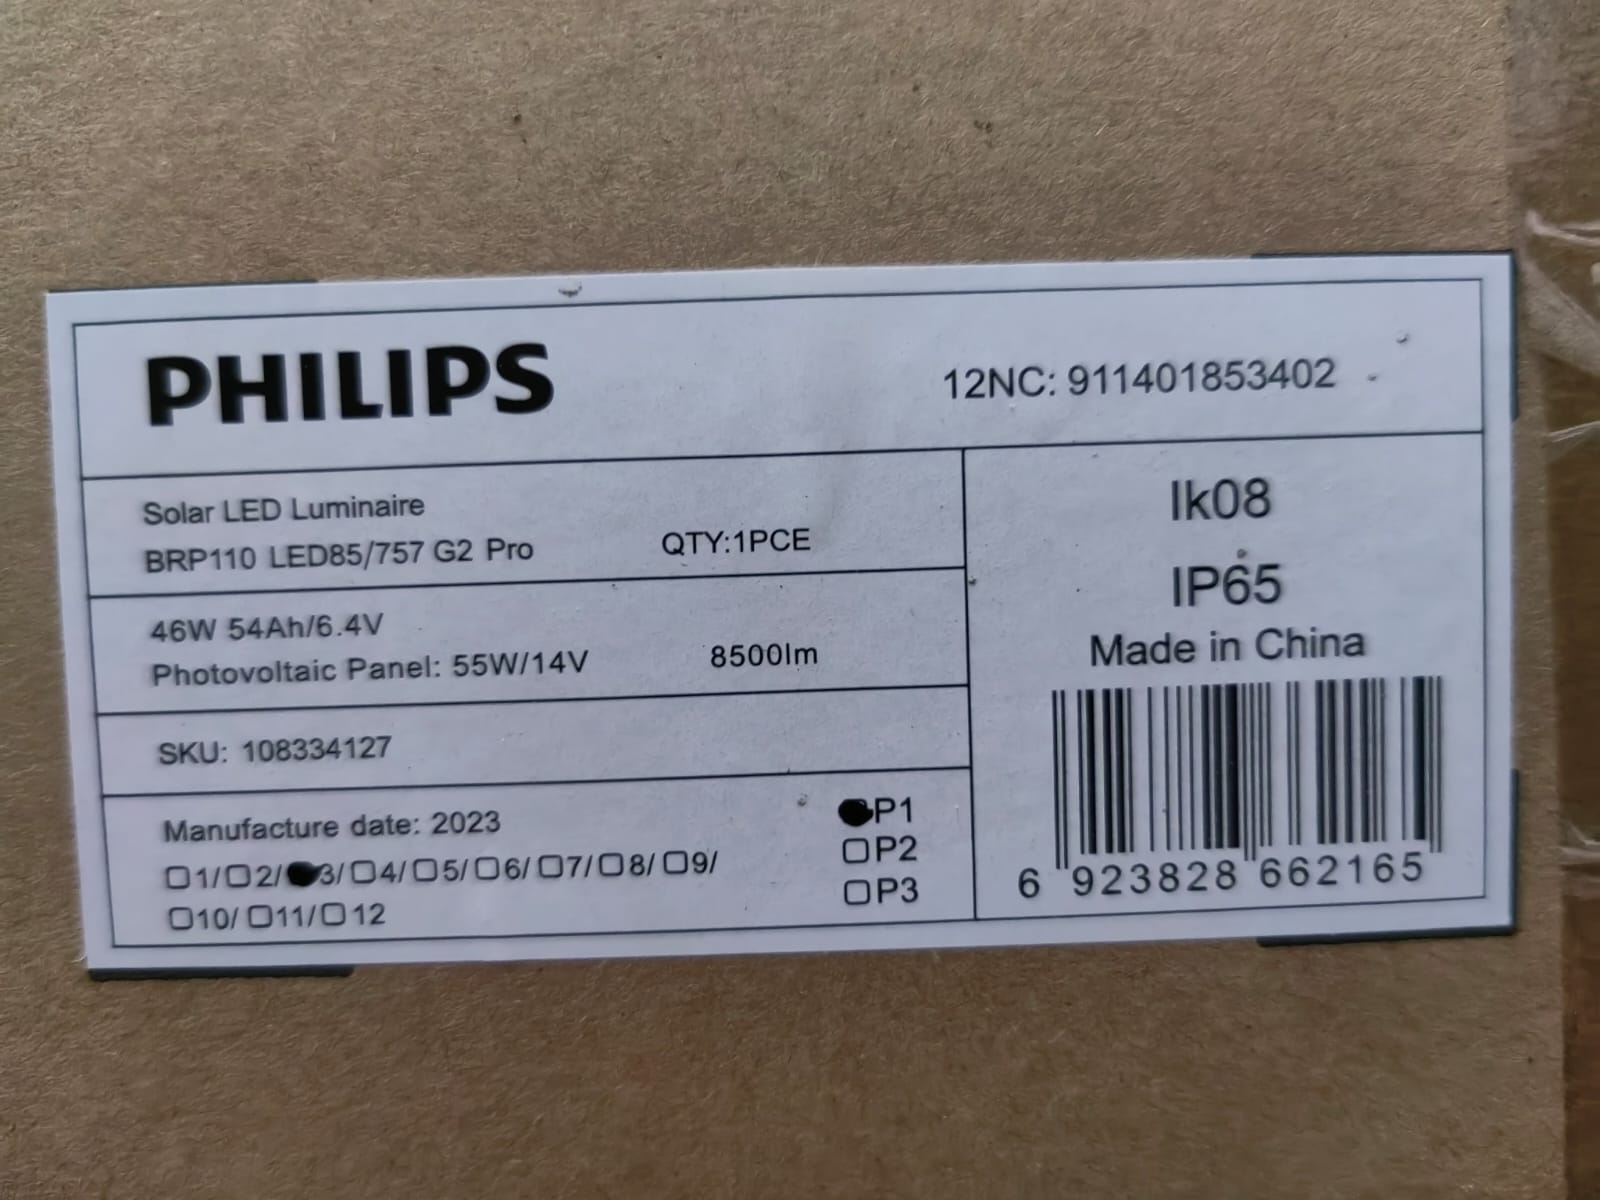 PHILIPS
12NC: 911401853402
Solar LED Luminaire
BRP110 LED85/757 G2 Pro
QTY:1PCE
46W 54Ah/6.4V
Photovoltaic Panel: 55W/14V
8500lm
SKU: 108334127
Manufacture date: 2023
1/ 2/ 3/ 4/ 5/ 6/ 7/ 8/ 9/
10/ 11/ 12
P1
P2
P3
Ik08
IP65
Made in China
6 923828 662165